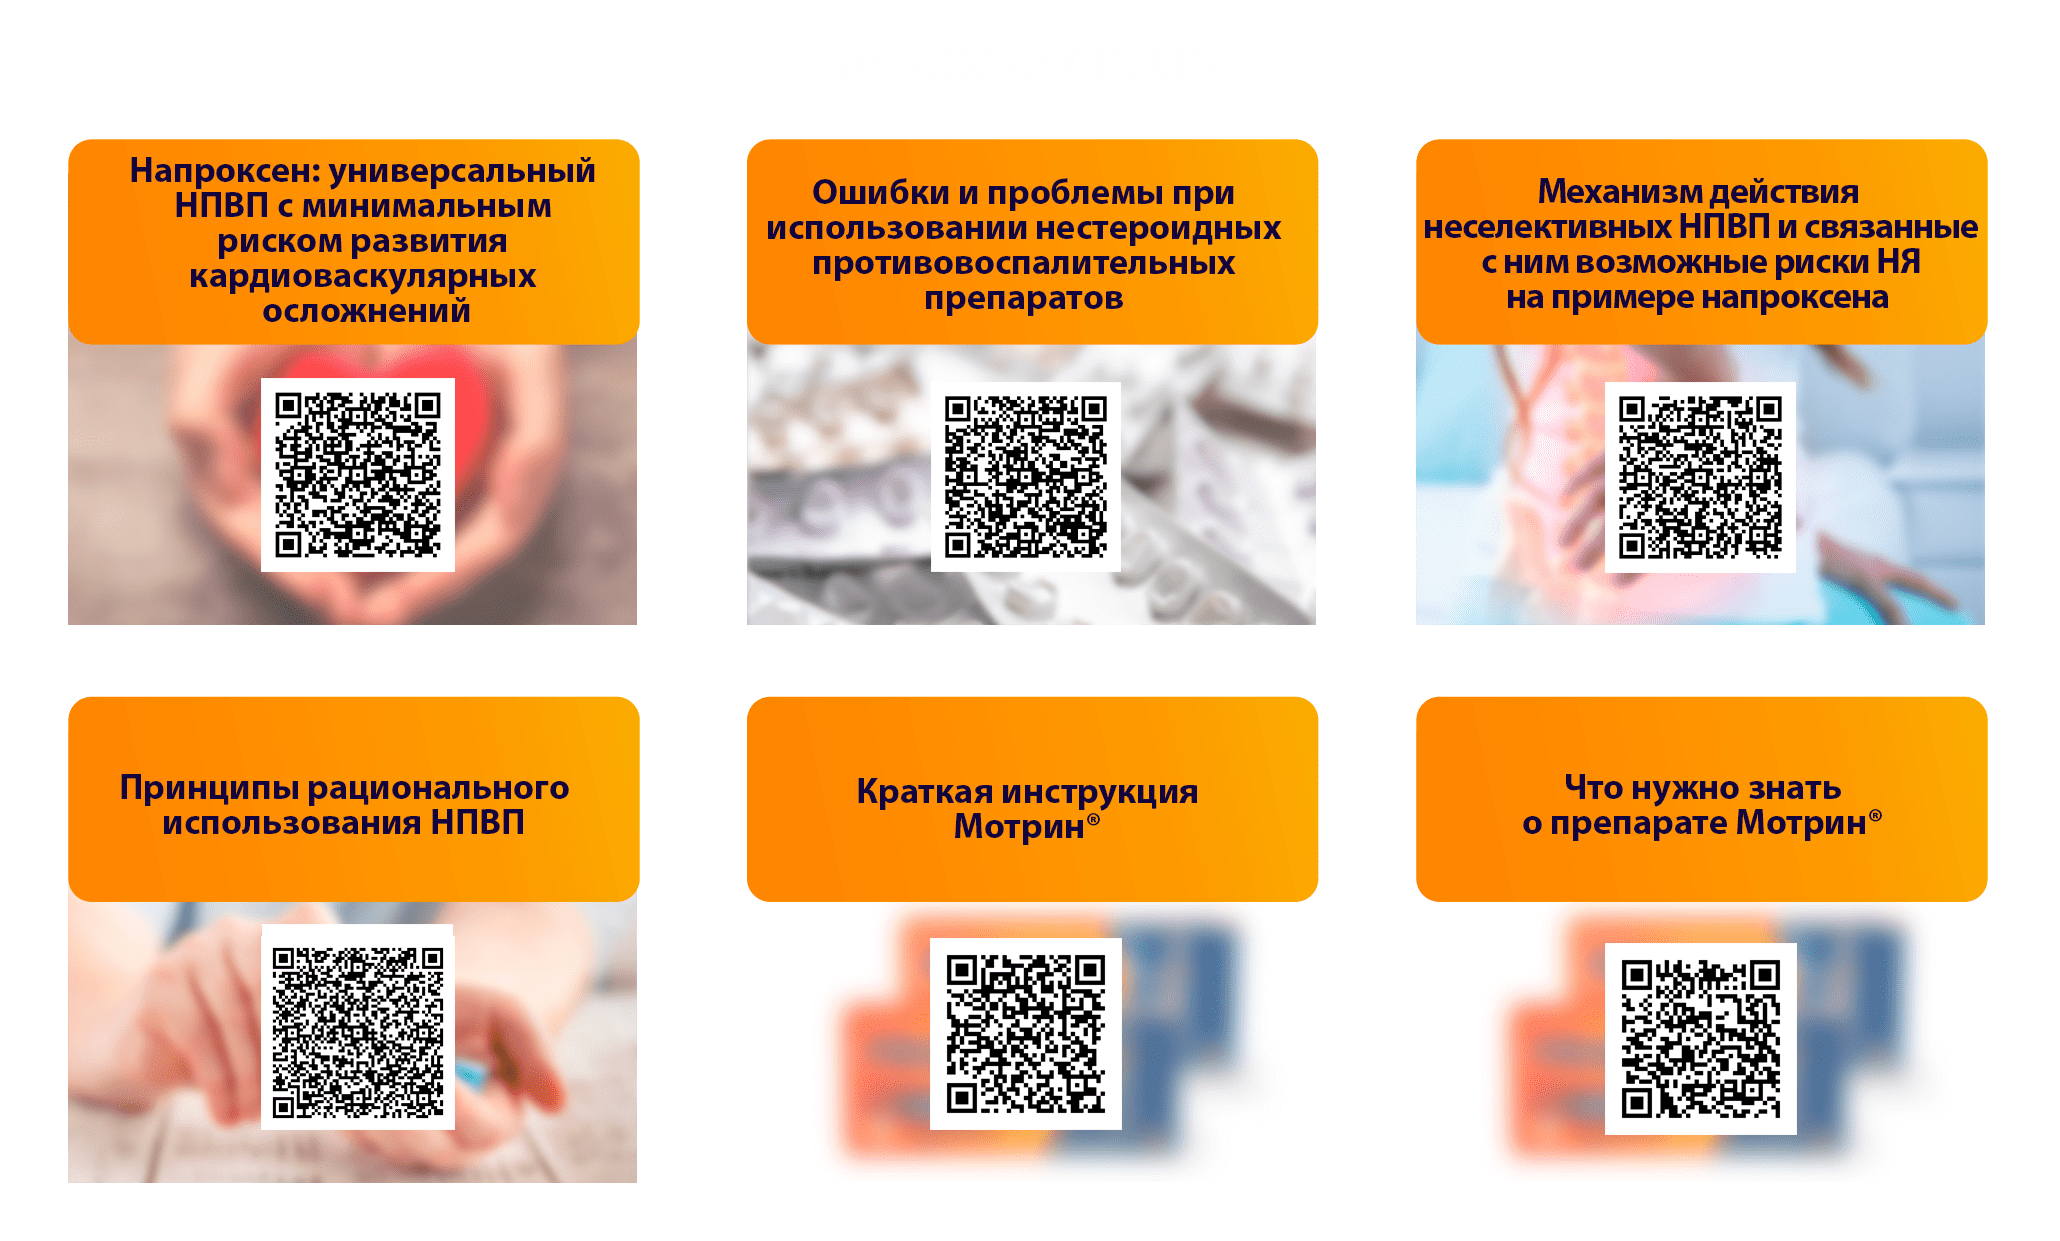 Напроксен: универсальный
НПВП с минимальным
риском развития
кардиоваскулярных
осложнений
Ошибки и проблемы при
использовании нестероидных
противовоспалительных
препаратов
Механизм действия
неселективных НПВП и связанные
с ним возможные риски НЯ
на примере напроксена
Принципы рационального
использования НПВП
Краткая инструкция
Мотрин®
Что нужно знать
о препарате Мотрин®